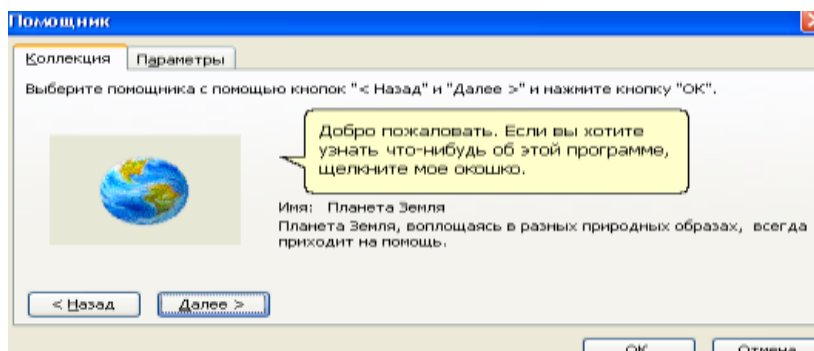 Помощник
Коллекция Параметры
Выберите помощника с помощью кнопок "< Назад" и "Далее >" и нажмите кнопку "OK".
Добро пожаловать. Если вы хотите
узнать что-нибудь об этой программе,
щелкните мое окошко.
Имя: Планета Земля
Планета Земля, воплощаясь в разных природных образах, всегда
приходит на помощь.
< Назад Далее >
OK Отмена